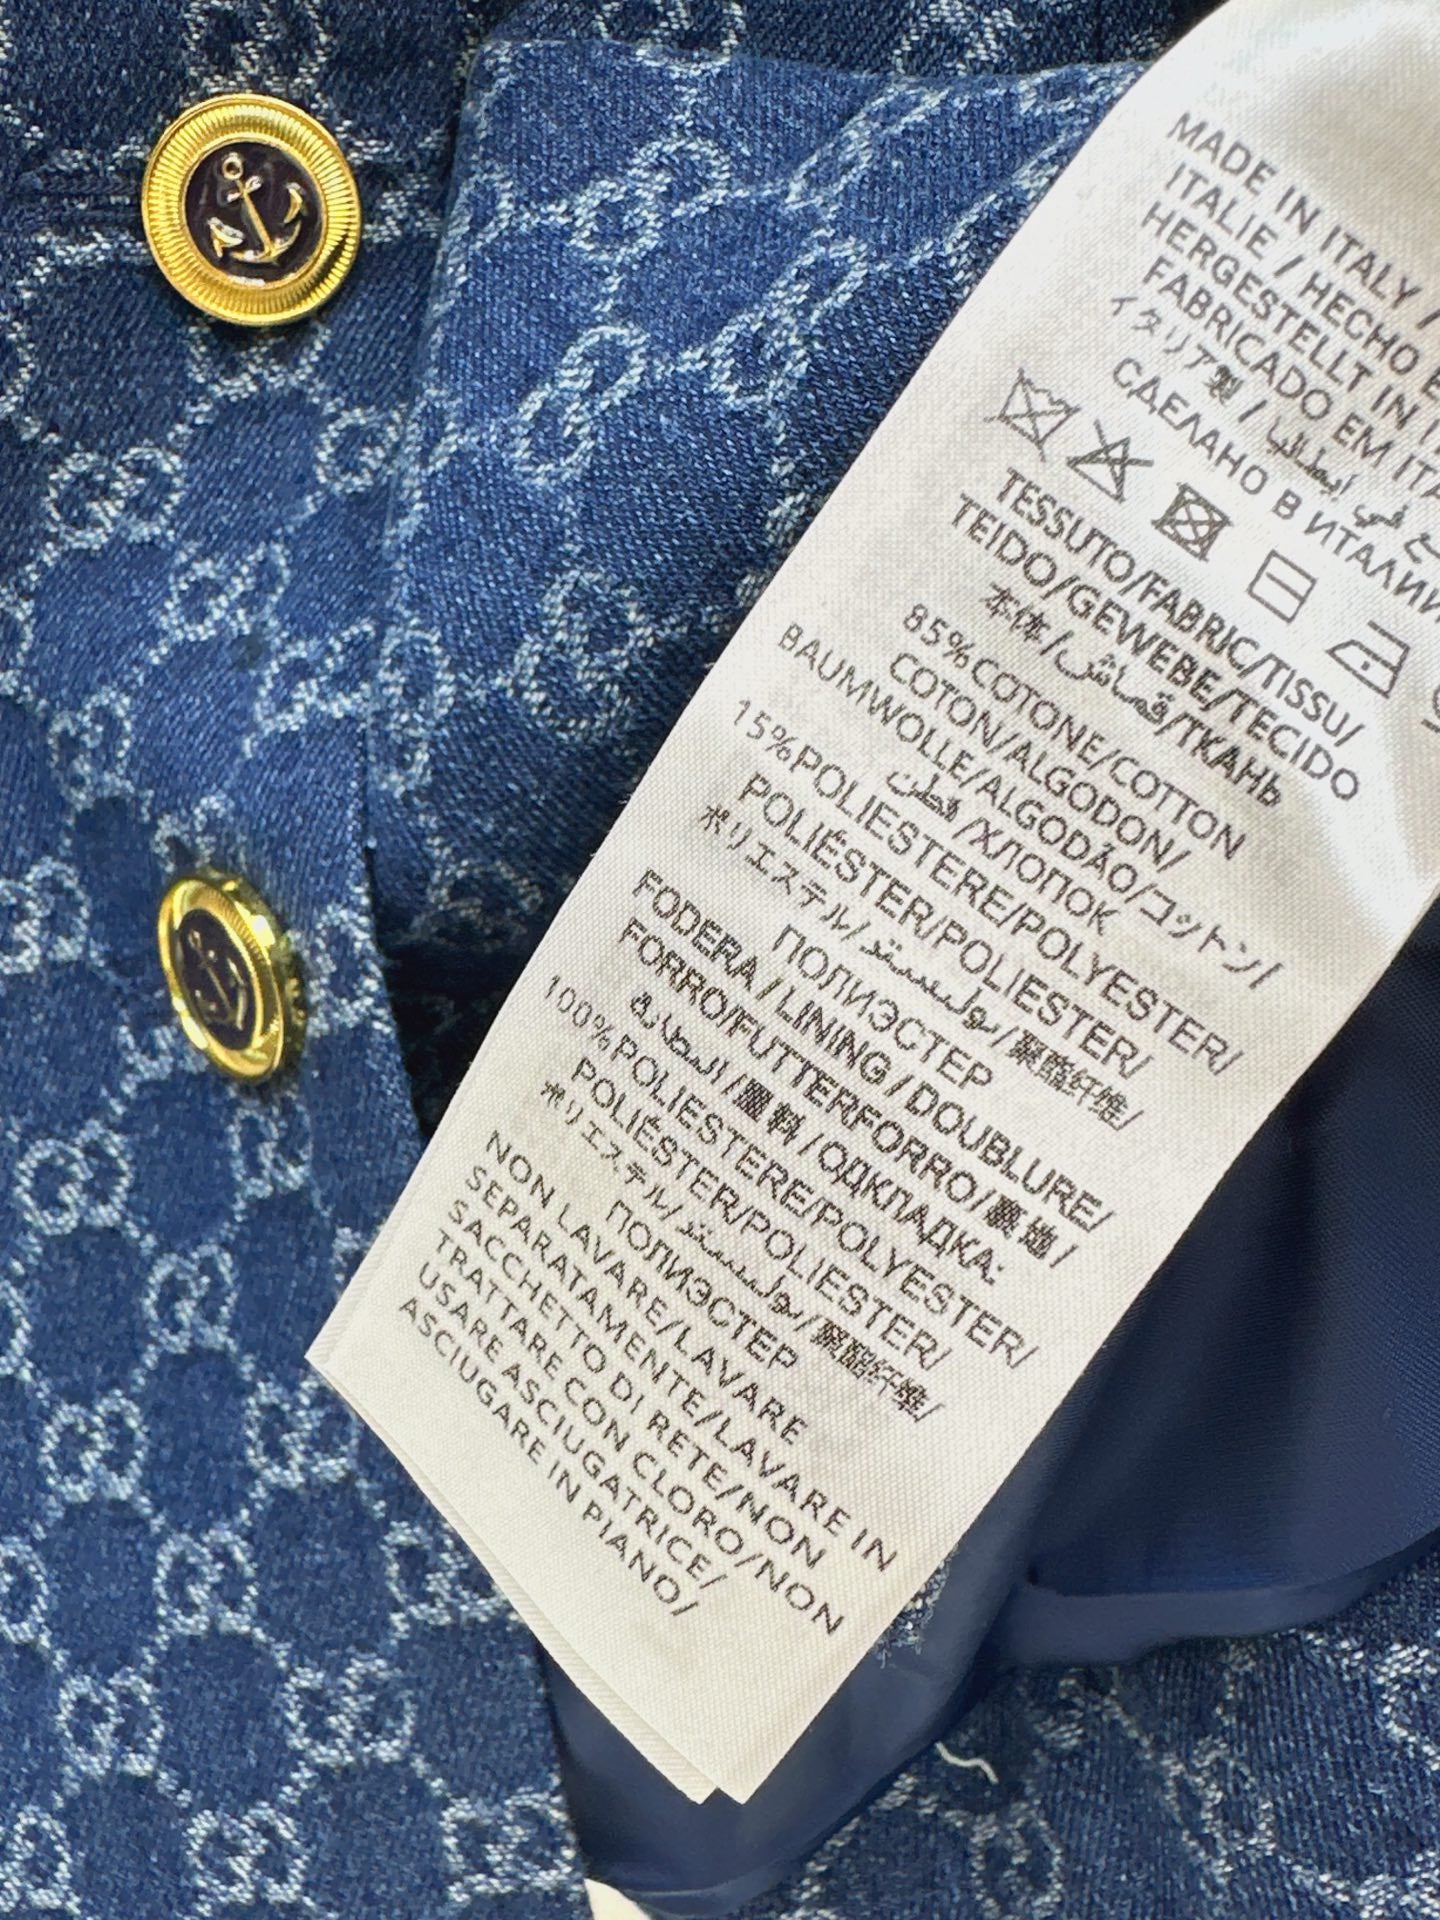 MADE IN ITALY /
ITALIE / HECHO E
HERGESTELLT IN I
FABRICADO EM ITA
イタリア製 /
СДЕЛАНО В ИТАЛИИ
TESSUTO/FABRIC/TISSU/
TEIDO/GEWEBE/TECIDO
本体/قماش/ТКАНЬ
85%COTONE/COTTON
COTON/ALGODON/
BAUMWOLLE/ALGODÃO/コットン/
قطن/ХЛОПОК
15%POLIESTERE/POLYESTER/
POLIÉSTER/POLIESTER/
ポリエステル/بوليستر/聚酯纤维/
ПОЛИЭСТЕР
FODERA/LINING/DOUBLURE/
FORRO/FUTTERFORRO/裏地/
البطانة/里料/ОДКЛАДКА:
100%POLIESTERE/POLYESTER/
POLIÉSTER/POLIESTER/
ポリエステル/بوليستر/聚酯纤维/
ПОЛИЭСТЕР
NON LAVARE/LAVARE
SEPARATAMENTE/LAVARE IN
SACCHETTO DI RETE/NON
TRATTARE CON CLORO/NON
USARE ASCIUGATRICE/
ASCIUGARE IN PIANO/